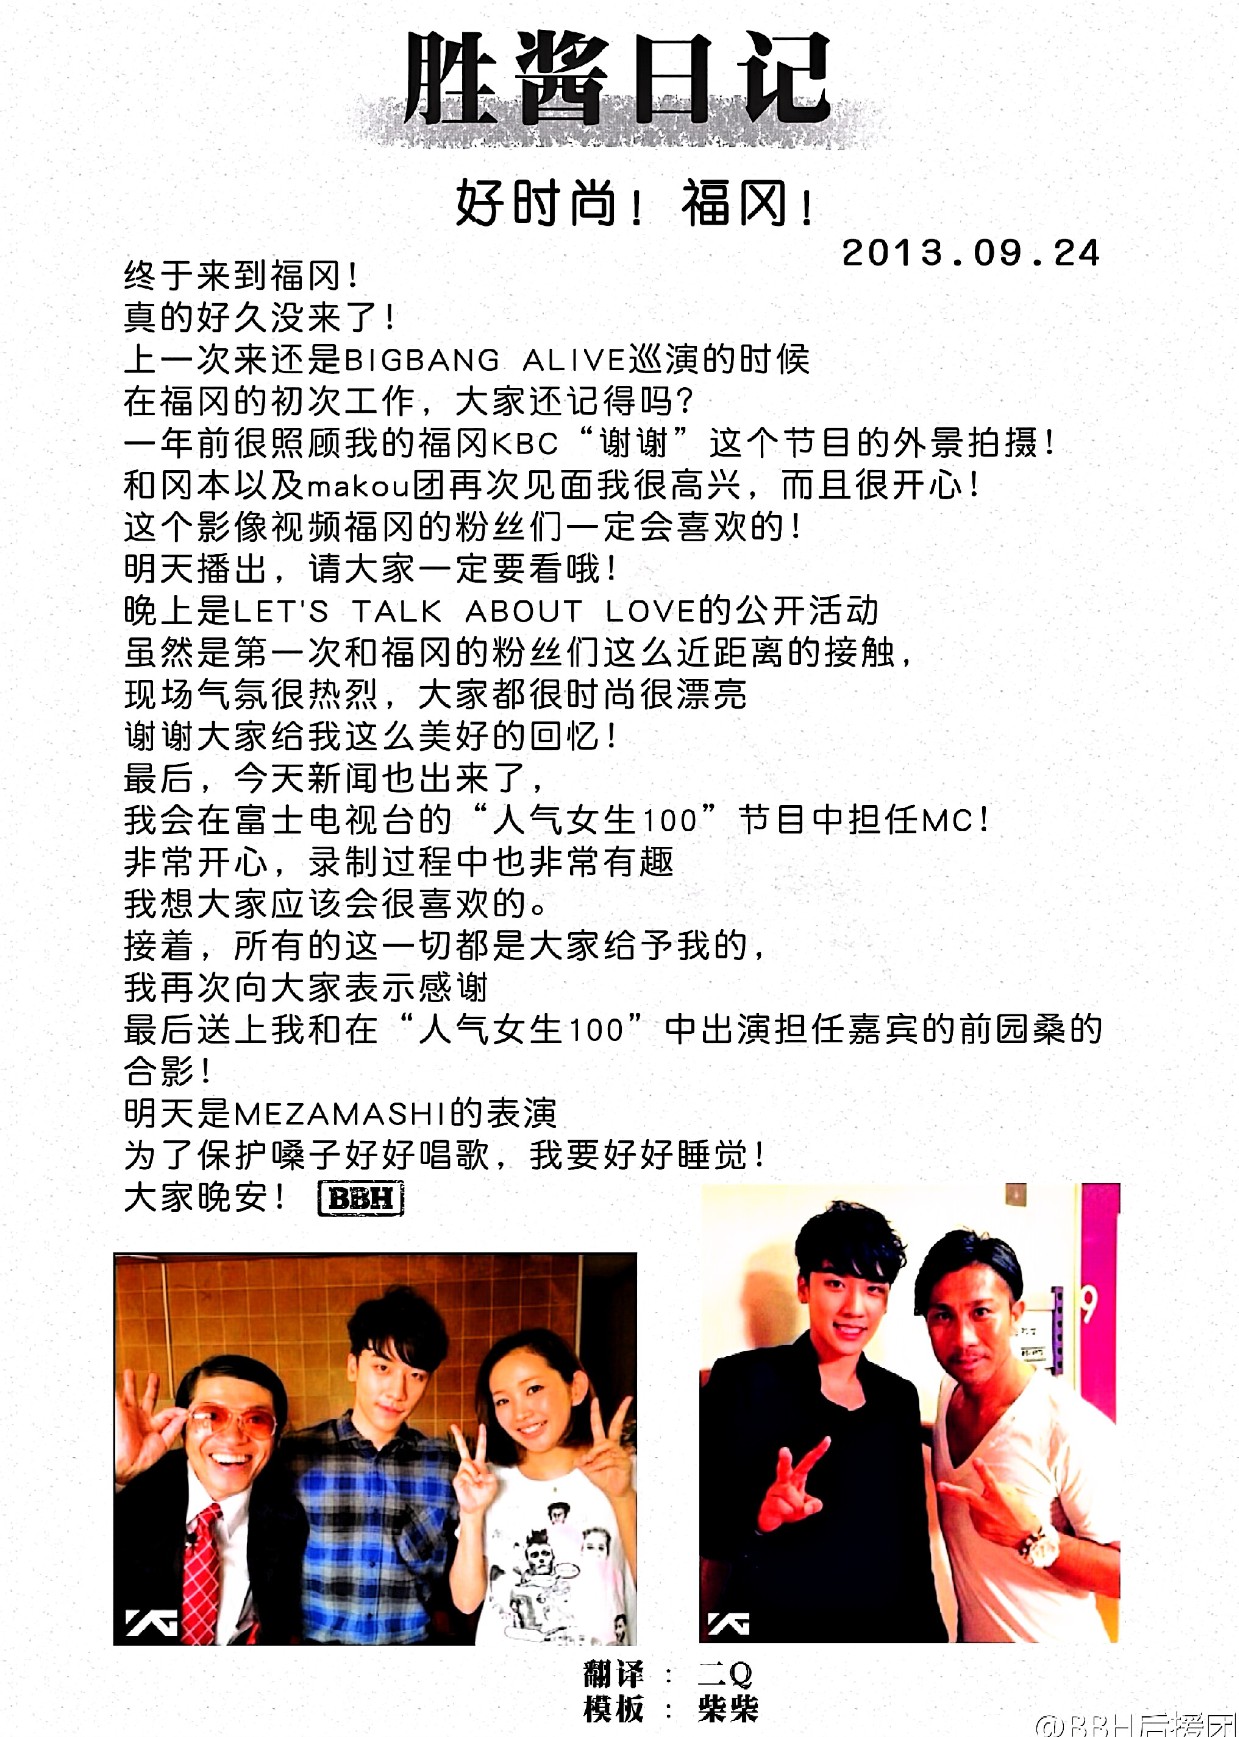 胜酱日记
好时尚！福冈！
2013.09.24
终于来到福冈！
真的好久没来了！
上一次来还是BIGBANG ALIVE巡演的时候
在福冈的初次工作，大家还记得吗？
一年前很照顾我的福冈KBC“谢谢”这个节目的外景拍摄！
和冈本以及makou团再次见面我很高兴，而且很开心！
这个影像视频福冈的粉丝们一定会喜欢的！
明天播出，请大家一定要看哦！
晚上是LET'S TALK ABOUT LOVE的公开活动
虽然是第一次和福冈的粉丝们这么近距离的接触，
现场气氛很热烈，大家都很时尚很漂亮
谢谢大家给我这么美好的回忆！
最后，今天新闻也出来了，
我会在富士电视台的“人气女生100”节目中担任MC！
非常开心，录制过程中也非常有趣
我想大家应该会很喜欢的。
接着，所有的这一切都是大家给予我的，
我再次向大家表示感谢
最后送上我和在“人气女生100”中出演担任嘉宾的前园桑的
合影！
明天是MEZAMASHI的表演
为了保护嗓子好好唱歌，我要好好睡觉！
大家晚安！ BBH
9
YG
YG
翻译：二Q
模板：柴柴
@BBH后援团